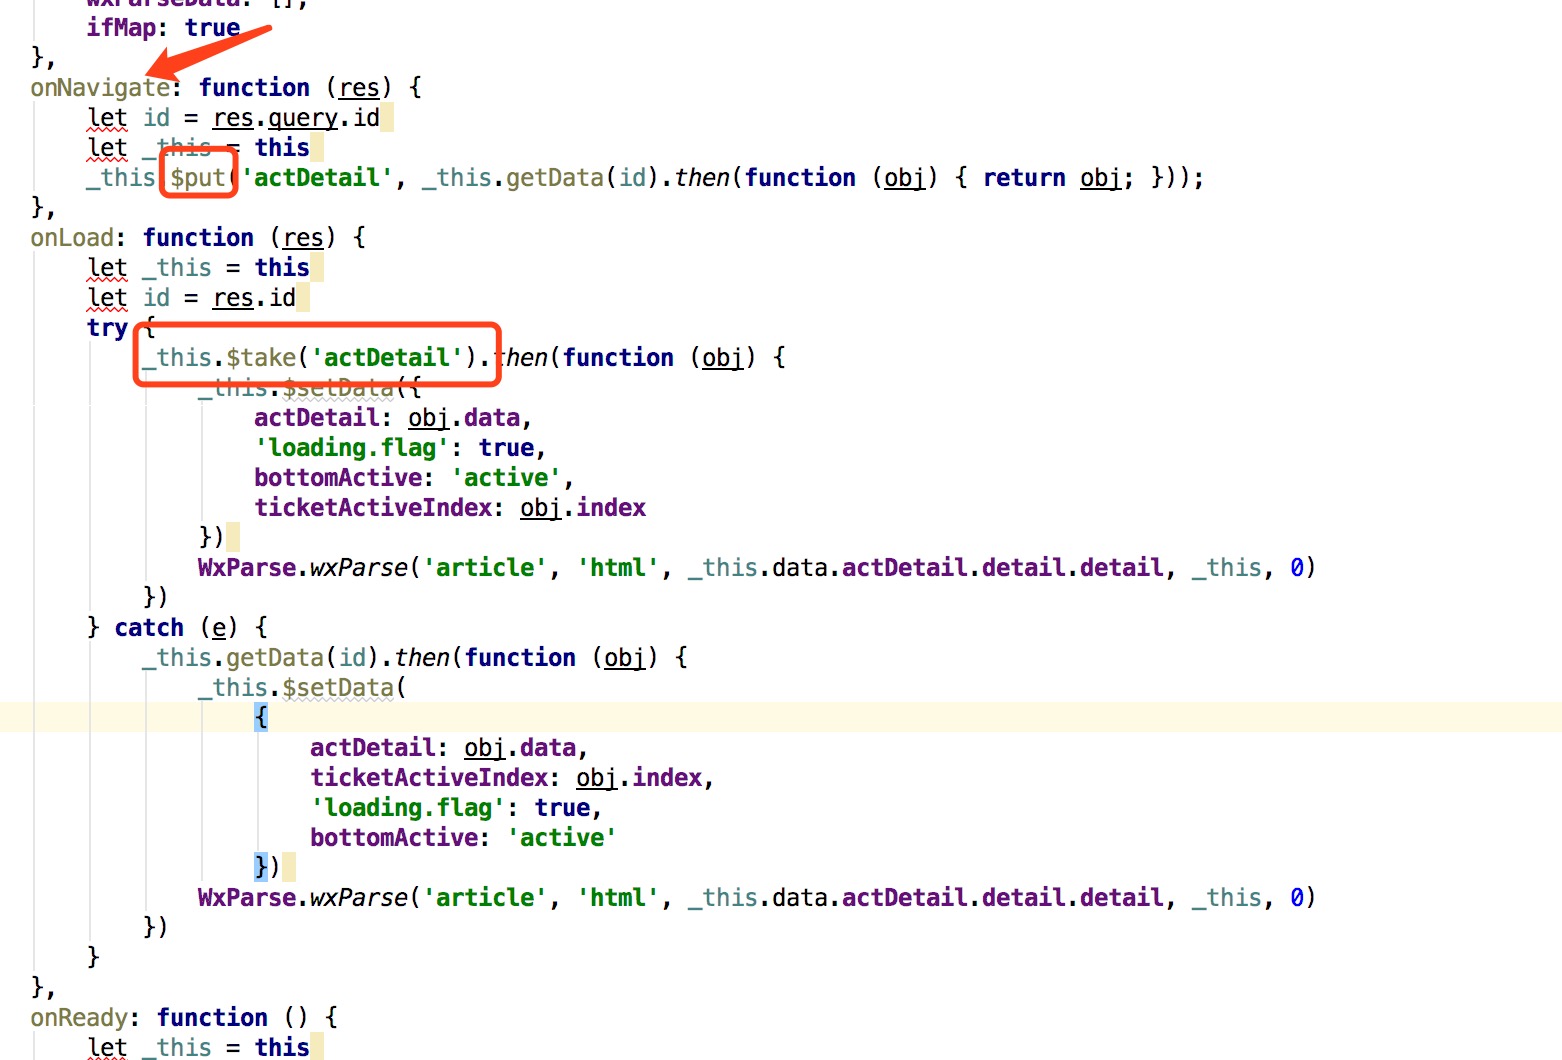 wxParseData: [],
ifMap: true
},
onNavigate: function (res) {
let id = res.query.id
let _this = this
_this.$put('actDetail', _this.getData(id).then(function (obj) { return obj; }));
},
onLoad: function (res) {
let _this = this
let id = res.id
try {
_this.$take('actDetail').then(function (obj) {
_this.$setData({
actDetail: obj.data,
'loading.flag': true,
bottomActive: 'active',
ticketActiveIndex: obj.index
})
WxParse.wxParse('article', 'html', _this.data.actDetail.detail.detail, _this, 0)
})
} catch (e) {
_this.getData(id).then(function (obj) {
_this.$setData(
{
actDetail: obj.data,
ticketActiveIndex: obj.index,
'loading.flag': true,
bottomActive: 'active'
})
WxParse.wxParse('article', 'html', _this.data.actDetail.detail.detail, _this, 0)
})
}
},
onReady: function () {
let _this = this